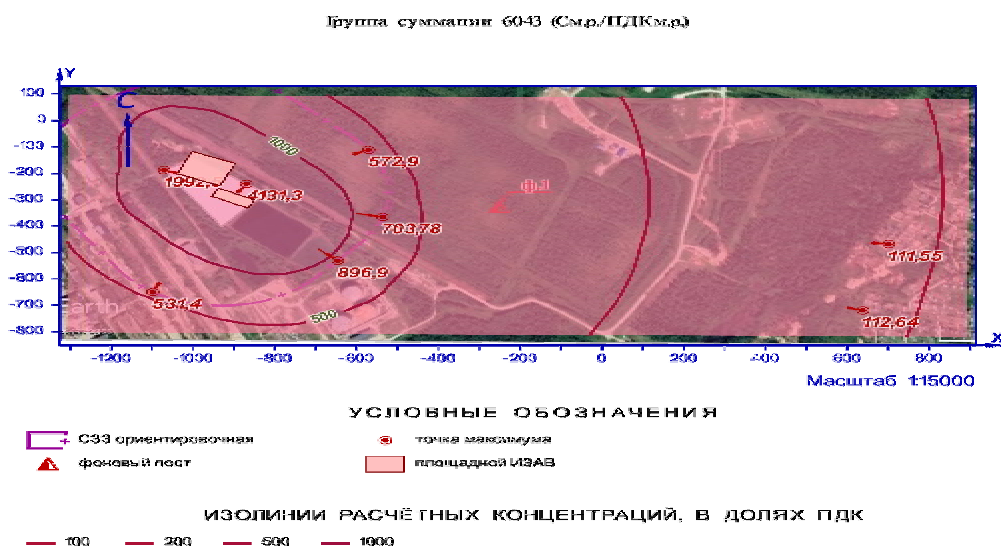 Группа суммации 6043 (См.р./ПДКм.р.)
Y
100
С
0
-100
1000
572,9
-200
1992,
4131,3
ф1
-300
-400
703,78
-500
896,9
111,55
-600
-700
531,4
Earth
500
112,64
-800
X
-1200 -1000 -800 -600 -400 -200 0 200 400 600 800
Масштаб 1:15000
УСЛОВНЫЕ ОБОЗНАЧЕНИЯ
СЗЗ ориентировочная
точка максимума
фоновый пост
площадной ИЗАВ
ИЗОЛИНИИ РАСЧЁТНЫХ КОНЦЕНТРАЦИЙ, В ДОЛЯХ ПДК
100 200 500 1000